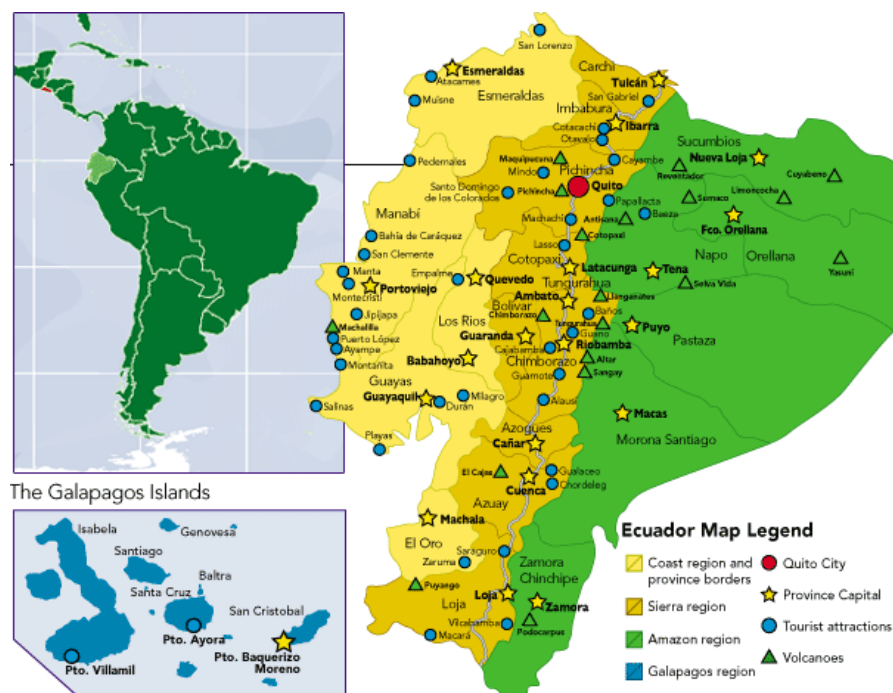 San Lorenzo
Carchi
Esmeraldas
Tulcán
Atacames
Esmeraldas
San Gabriel
Muisne
Imbabura
Cotacachi
Ibarra
Otavalo
Sucumbios
Nueva Loja
Maquipucuna
Cayambe
Pedernales
Pichincha
Mindo
Reventador
Cuyabeno
Santo Domingo
de los Colorados
Pichincha
Quito
Sumaco
Limoncocha
Papallacta
Manabí
Machachi
Antisana
Baeza
Fco. Orellana
Bahía de Caráquez
Cotopaxi
Lasso
San Clemente
Cotopaxi
Napo
Orellana
Manta
Empalme
Quevedo
Latacunga
Tena
Yasuní
Portoviejo
Tungurahua
Selva Vida
Montecristi
Ambato
Llanganates
Bolivar
Jipijapa
Chimborazo
Baños
Machalilla
Los Rios
Tungurahua
Puyo
Puerto López
Guaranda
Guano
Riobamba
Ayampe
Cajabamba
Pastaza
Babahoyo
Altar
Montañita
Chimborazo
Sangay
Guayas
Guamote
Guayaquil
Milagro
Salinas
Durán
Alausí
Macas
Azogues
Playas
Cañar
Morona Santiago
El Cajas
Gualaceo
Cuenca
Chordeleg
Azuay
Machala
El Oro
Saraguro
Zaruma
Zamora
Chinchipe
Puyango
Loja
Loja
Zamora
Vilcabamba
Podocarpus
Macará
The Galapagos Islands
Isabela
Genovesa
Santiago
Baltra
Santa Cruz
San Cristobal
Pto. Ayora
Pto. Villamil
Pto. Baquerizo
Moreno
Ecuador Map Legend
Coast region and
province borders
Quito City
Sierra region
Province Capital
Amazon region
Tourist attractions
Galapagos region
Volcanoes